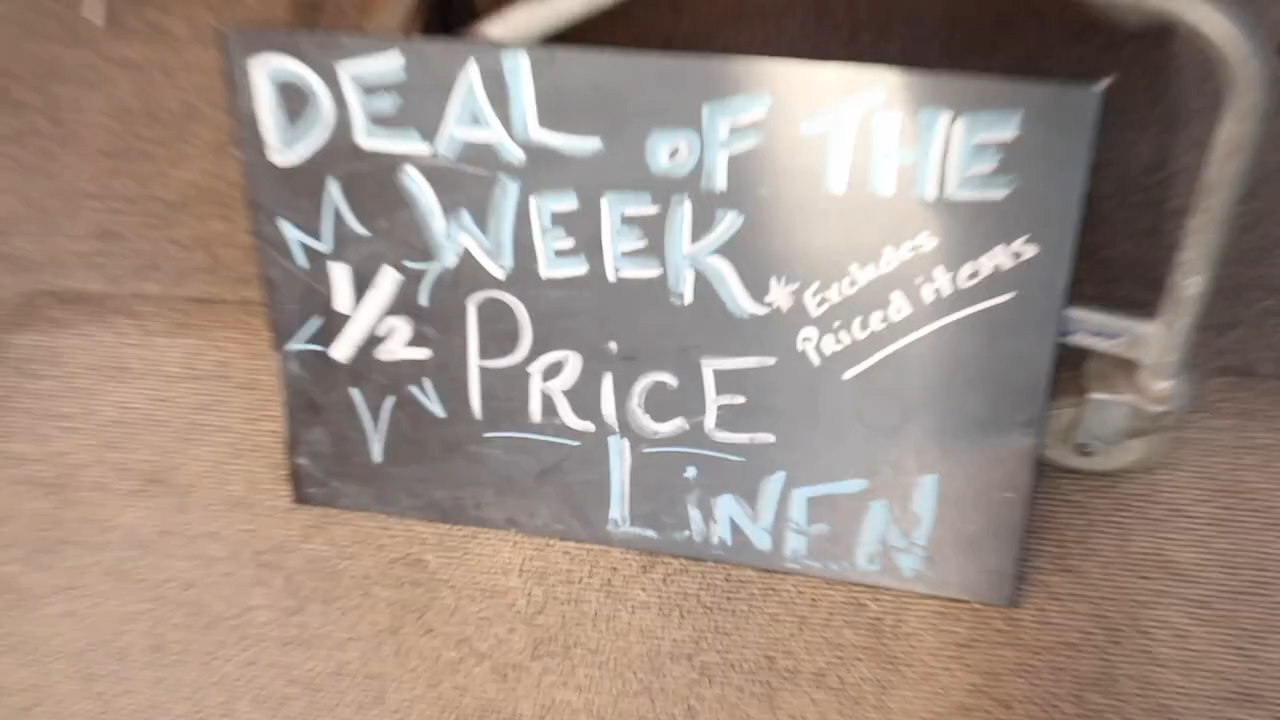 DEAL OF THE
WEEK
1/2 PRiCE
LiNEN
*Excludes
Priced items